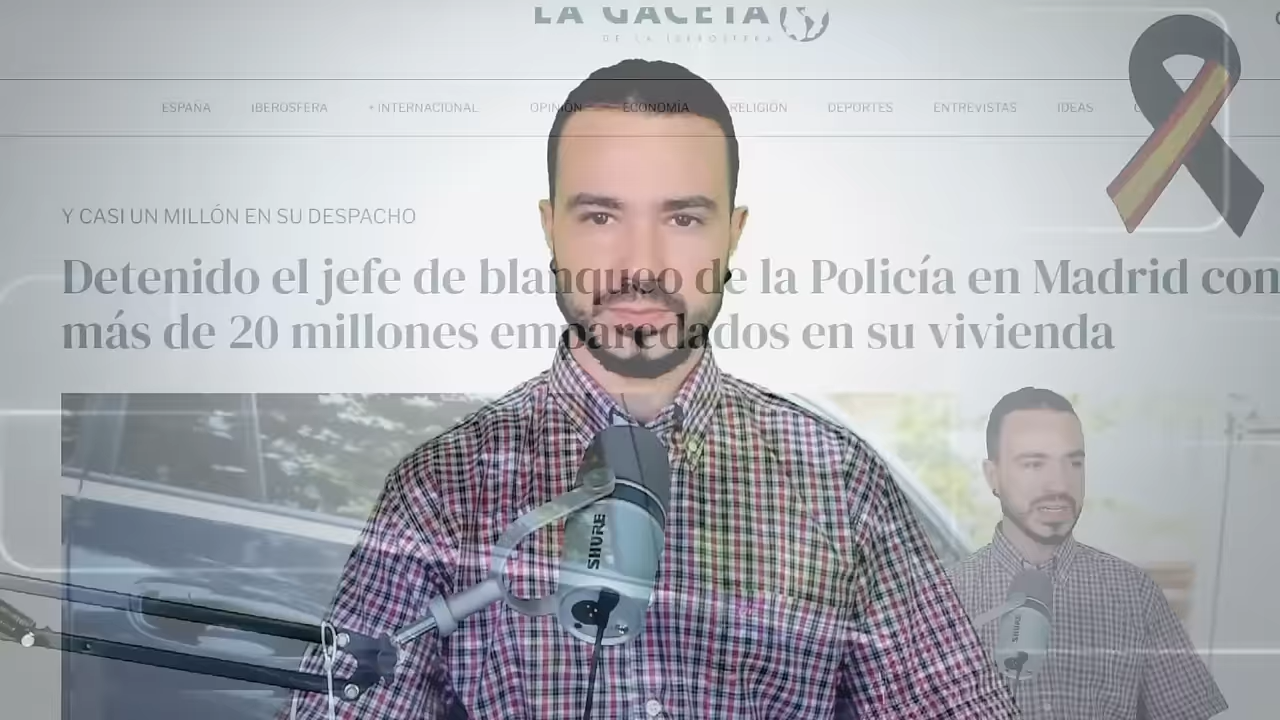 LA GACETA
DE LA IBEROSFERA
ESPAÑA IBEROSFERA + INTERNACIONAL OPINIÓN ECONOMÍA RELIGIÓN DEPORTES ENTREVISTAS IDEAS
Y CASI UN MILLÓN EN SU DESPACHO
Detenido el jefe de blanqueo de la Policía en Madrid con
más de 20 millones emparedados en su vivienda
SHURE
SHURE